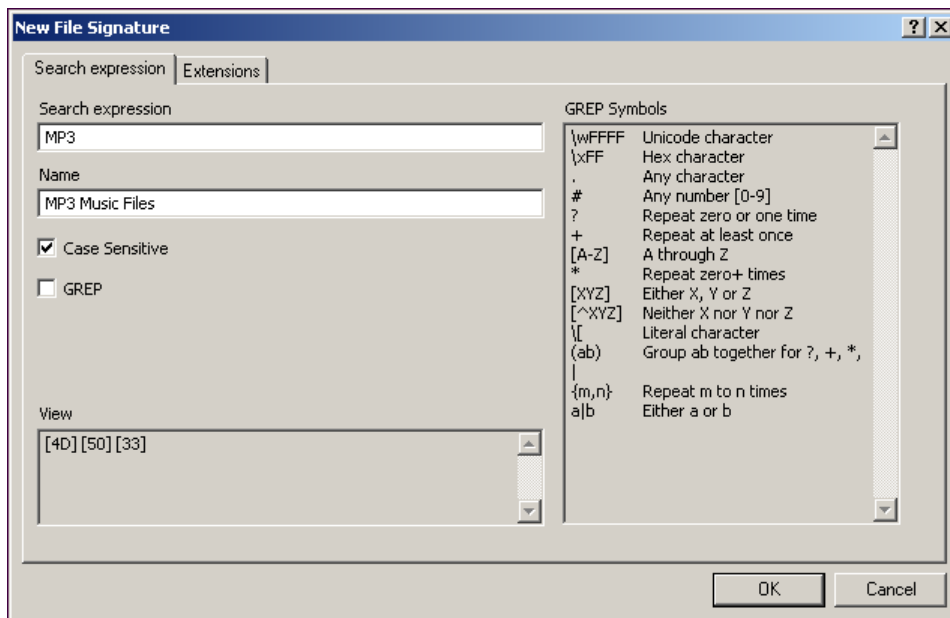 New File Signature
Search expression Extensions
Search expression
MP3
Name
MP3 Music Files
Case Sensitive
GREP
View
[4D][50][33]
GREP Symbols
\wFFFF Unicode character
\xFF Hex character
. Any character
# Any number [0-9]
? Repeat zero or one time
+ Repeat at least once
[A-Z] A through Z
* Repeat zero+ times
[XYZ] Either X, Y or Z
[^XYZ] Neither X nor Y nor Z
\[ Literal character
(ab) Group ab together for ?, +, *,
|
{m,n} Repeat m to n times
a|b Either a or b
OK Cancel